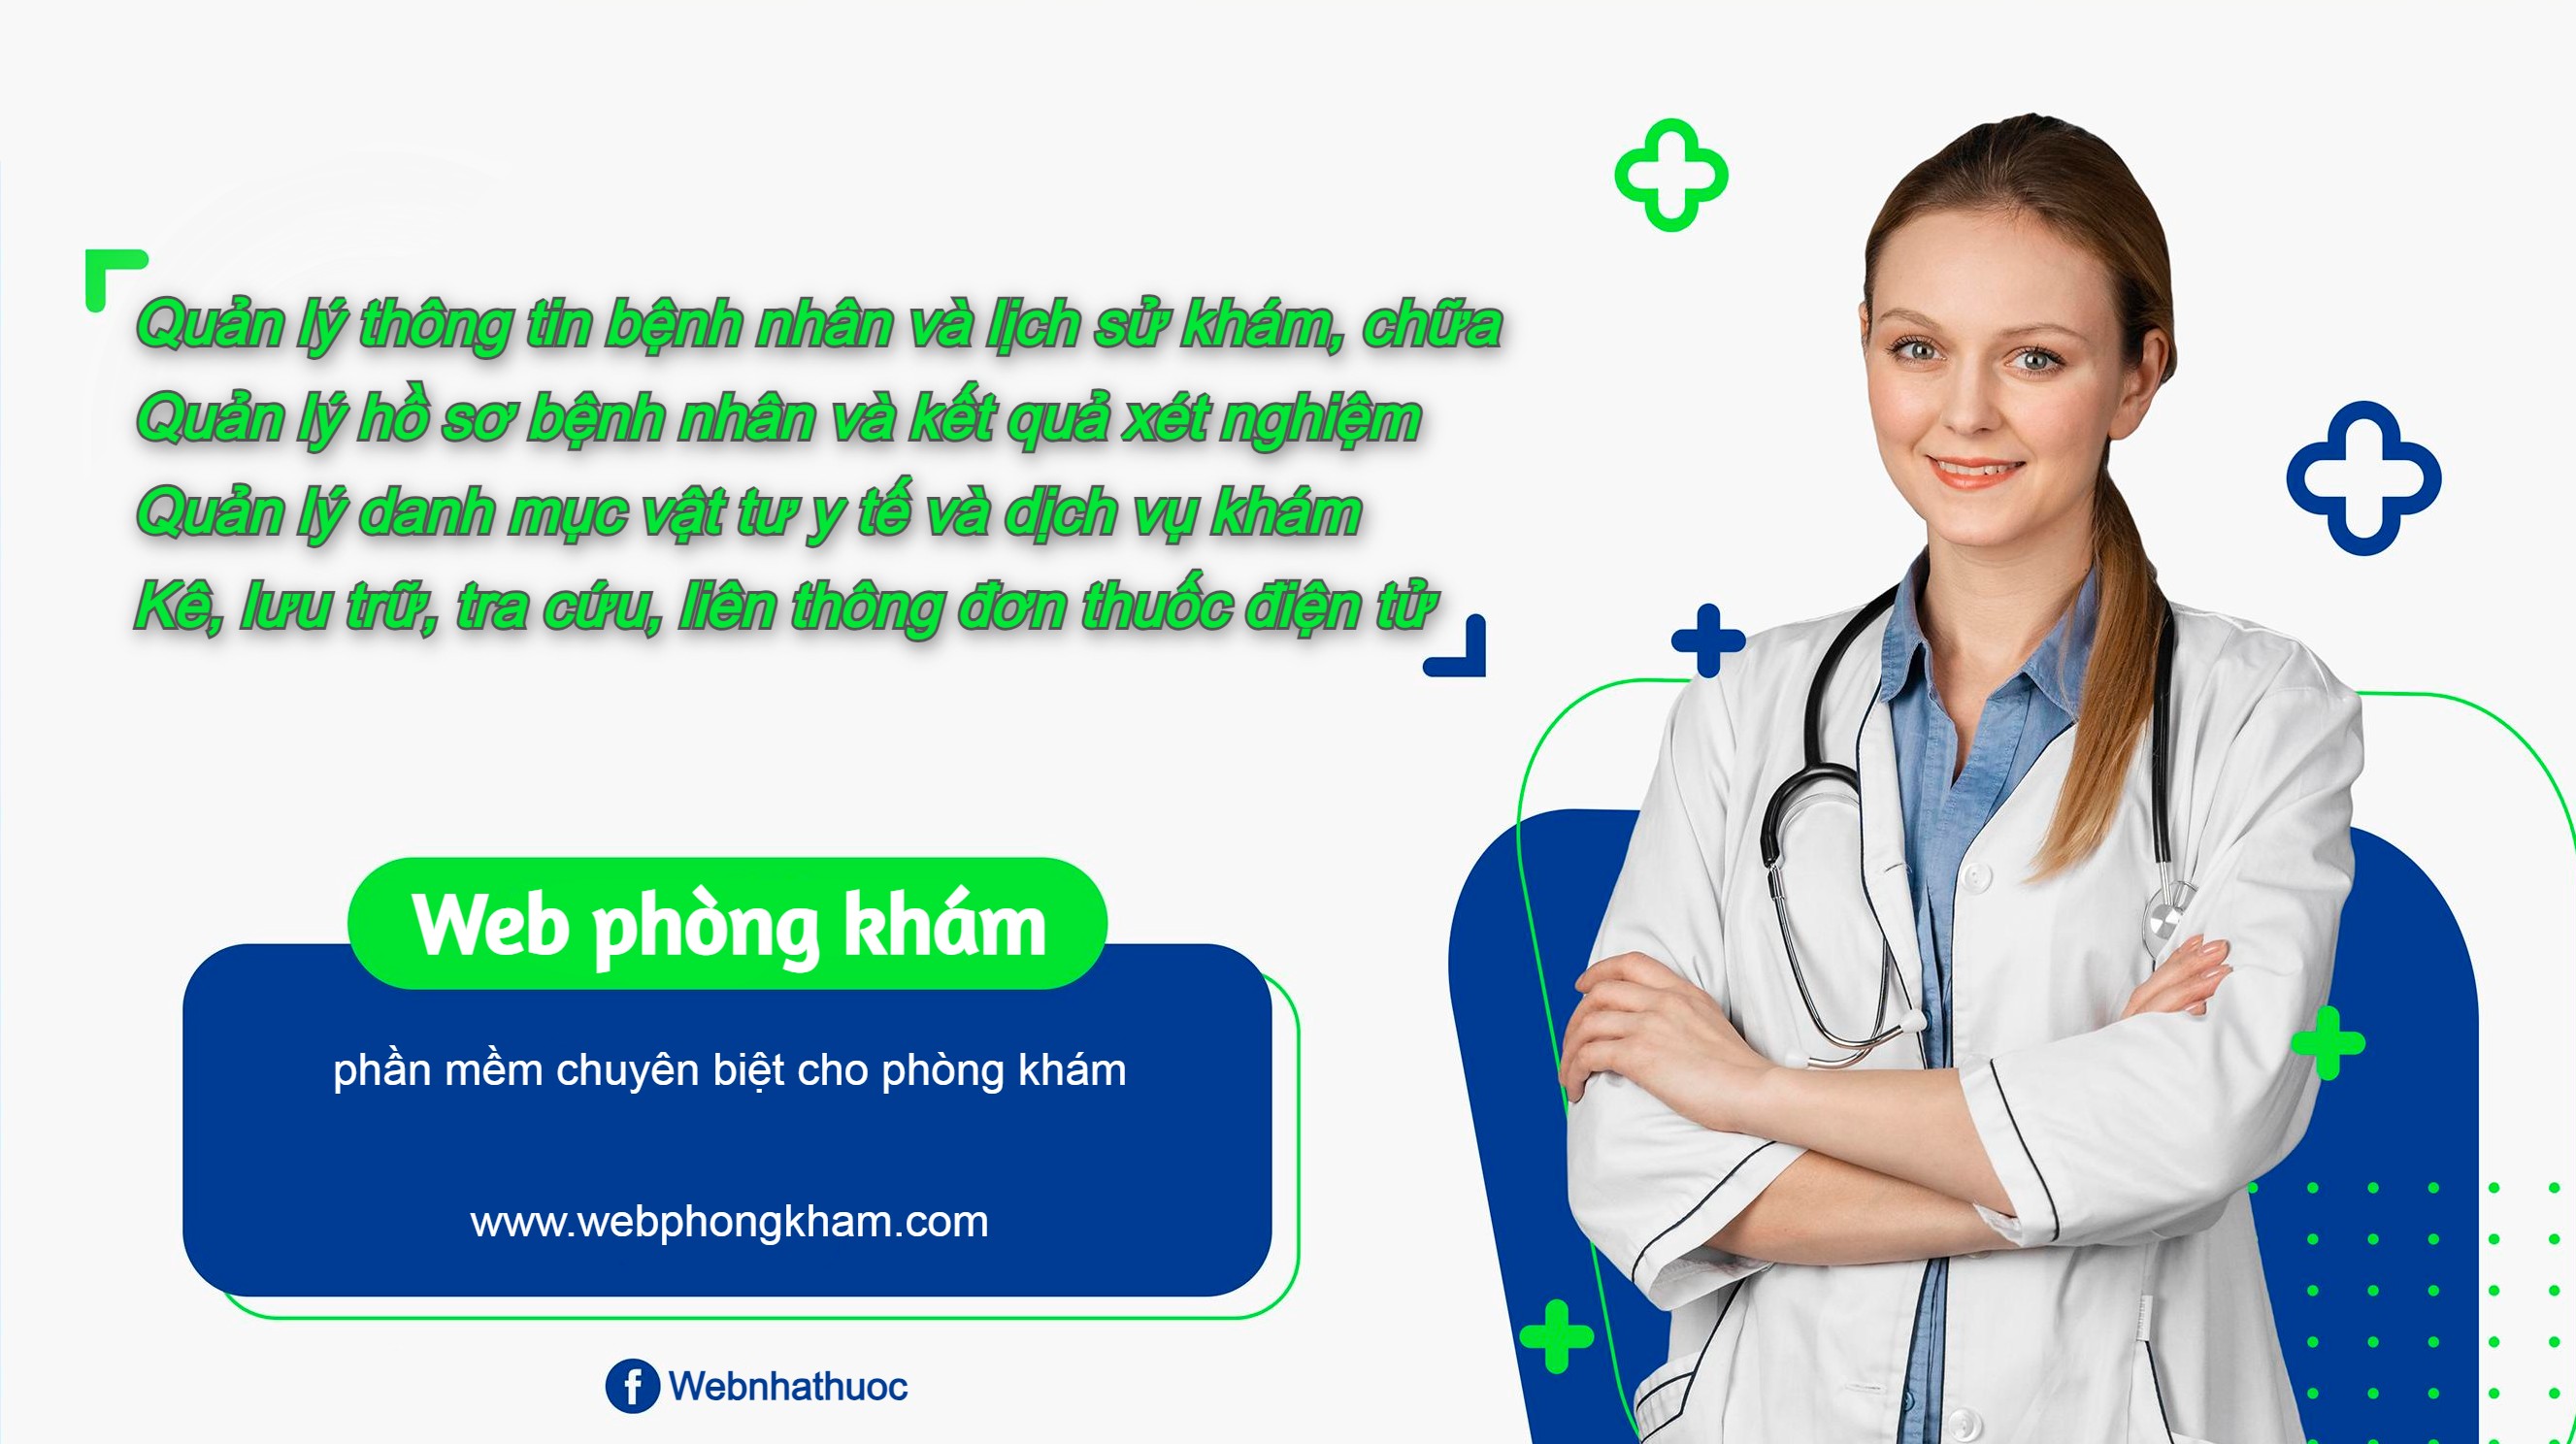 Quản lý thông tin bệnh nhân và lịch sử khám, chữa
Quản lý hồ sơ bệnh nhân và kết quả xét nghiệm
Quản lý danh mục vật tư y tế và dịch vụ khám
Kê, lưu trữ, tra cứu, liên thông đơn thuốc điện tử
Web phòng khám
phần mềm chuyên biệt cho phòng khám
www.webphongkham.com
Webnhathuoc